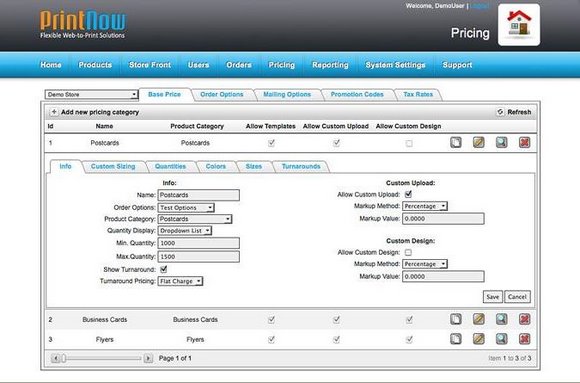 Welcome, DemoUser | Logout
PrintNow
Flexible Web-to-Print Solutions
Pricing
Home Products Store Front Users Orders Pricing Reporting System Settings Support
Demo Store Base Price Order Options Mailing Options Promotion Codes Tax Rates
+ Add new pricing category Refresh
Id Name Product Category Allow Templates Allow Custom Upload Allow Custom Design
1 Postcards Postcards
Info Custom Sizing Quantities Colors Sizes Turnarounds
Info:
Name: Postcards
Order Options: Test Options
Product Category: Postcards
Quantity Display: Dropdown List
Min. Quantity: 1000
Max.Quantity: 1500
Show Turnaround:
Turnaround Pricing: Flat Charge
Custom Upload:
Allow Custom Upload:
Markup Method: Percentage
Markup Value: 0.0000
Custom Design:
Allow Custom Design:
Markup Method: Percentage
Markup Value: 0.0000
Save Cancel
2 Business Cards Business Cards
3 Flyers Flyers
Page 1 of 1 Item 1 to 3 of 3